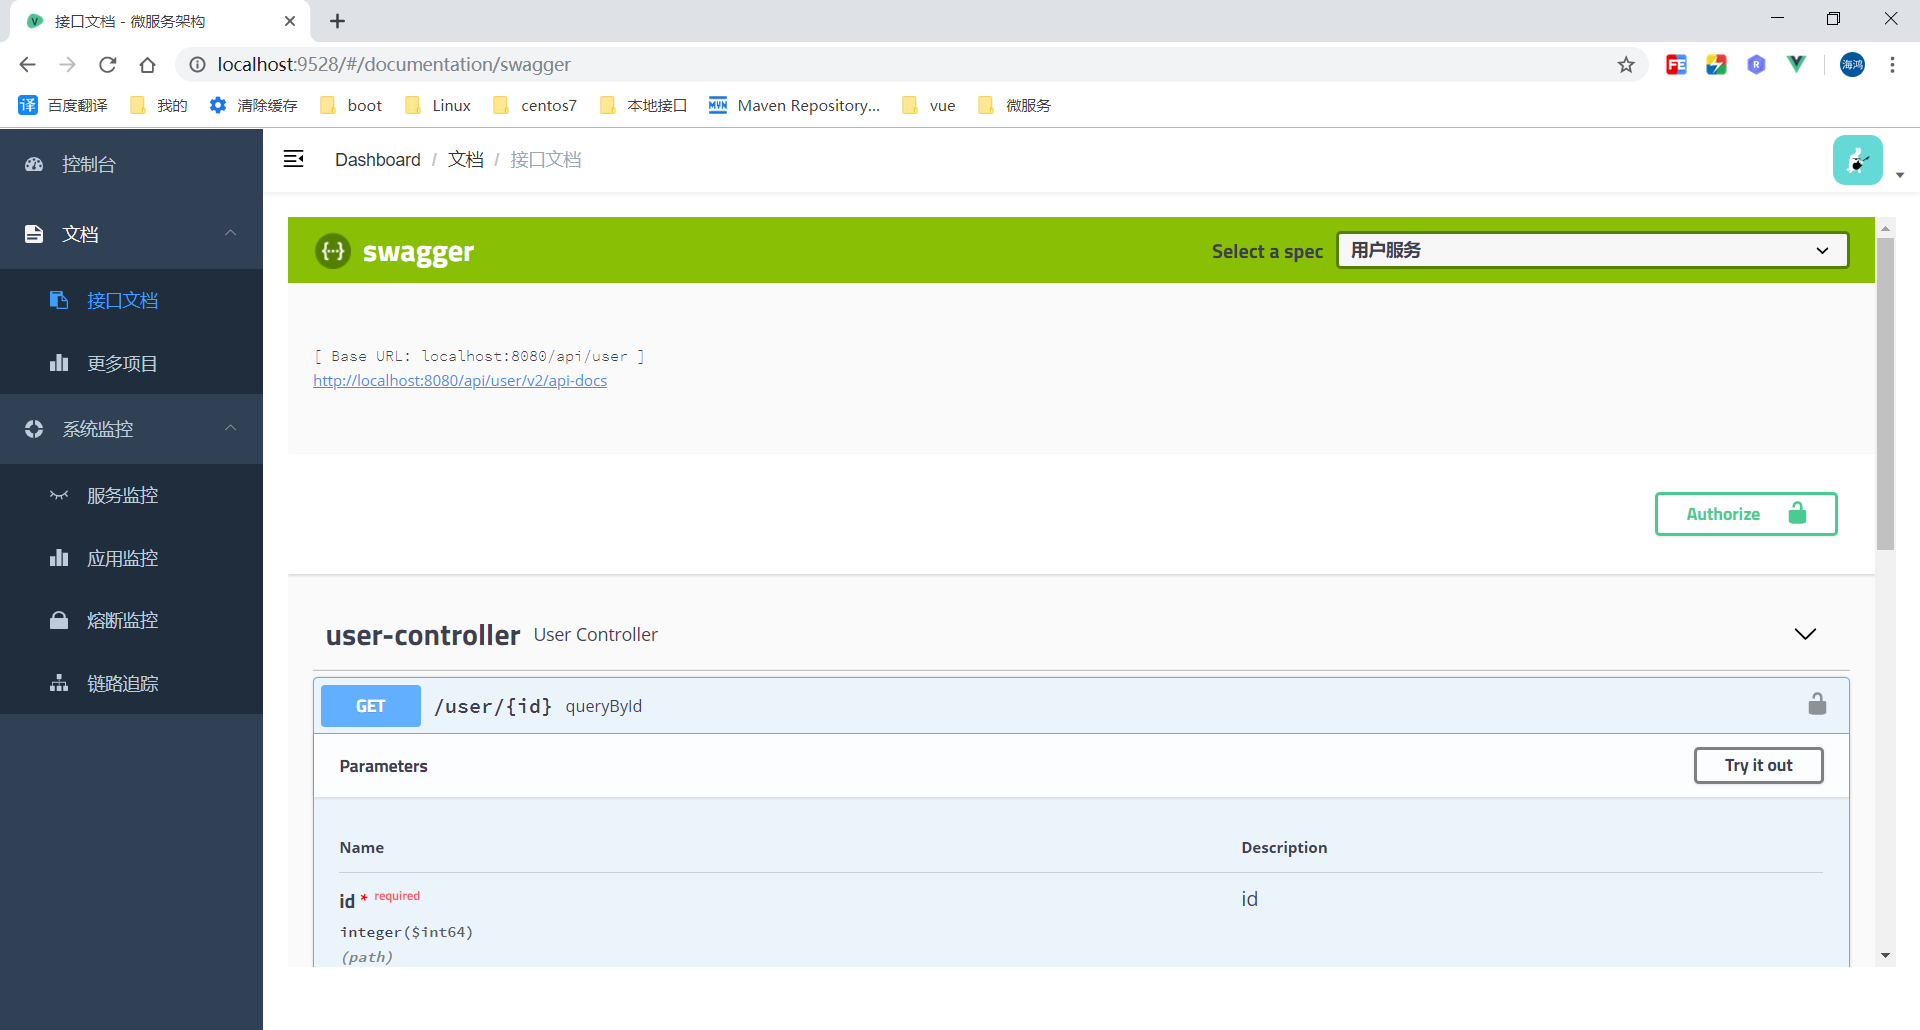 接口文档 - 微服务架构
localhost:9528/#/documentation/swagger
FE
R
海鸿
译 百度翻译 我的 清除缓存 boot Linux centos7 本地接口 MVN Maven Repository... vue 微服务
控制台
文档
接口文档
更多项目
系统监控
服务监控
应用监控
熔断监控
链路追踪
Dashboard / 文档 / 接口文档
{···} swagger
Select a spec 用户服务
[ Base URL: localhost:8080/api/user ]
http://localhost:8080/api/user/v2/api-docs
Authorize
user-controller User Controller
GET /user/{id} queryById
Parameters Try it out
Name Description
id * required id
integer($int64)
(path)